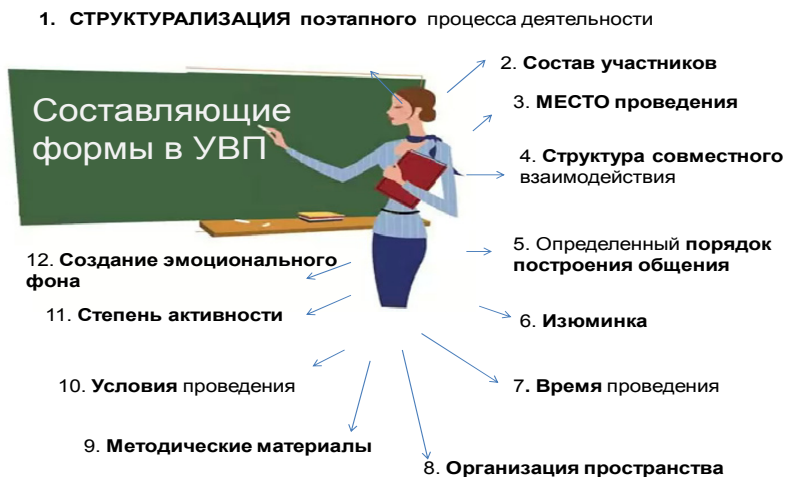 1. СТРУКТУРАЛИЗАЦИЯ поэтапного процесса деятельности
Составляющие
формы в УВП
2. Состав участников
3. МЕСТО проведения
4. Структура совместного
взаимодействия
5. Определенный порядок
построения общения
6. Изюминка
7. Время проведения
8. Организация пространства
9. Методические материалы
10. Условия проведения
11. Степень активности
12. Создание эмоционального
фона